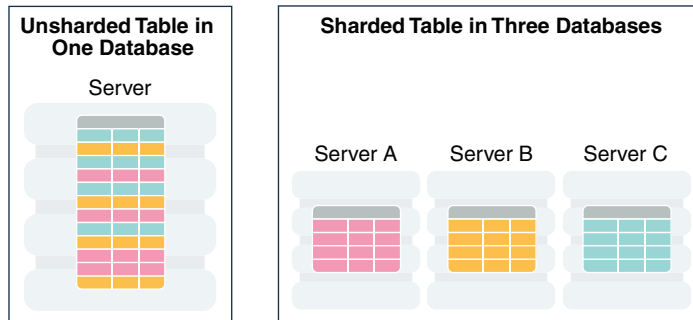 Unsharded Table in
One Database
Server
Sharded Table in Three Databases
Server A
Server B
Server C